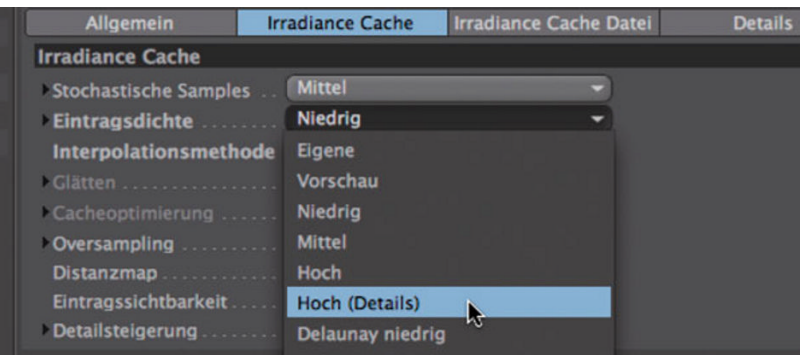 Allgemein Irradiance Cache Irradiance Cache Datei Details
Irradiance Cache
Stochastische Samples . . Mittel
Eintragsdichte . . . . . . . . Niedrig
Interpolationsmethode Eigene
Glätten . . . . . . . . . . . . . . Vorschau
Cacheoptimierung . . . . . . Niedrig
Oversampling . . . . . . . . . Mittel
Distanzmap . . . . . . . . . . Hoch
Eintragssichtbarkeit . . . . Hoch (Details)
Detailsteigerung . . . . . . . Delaunay niedrig